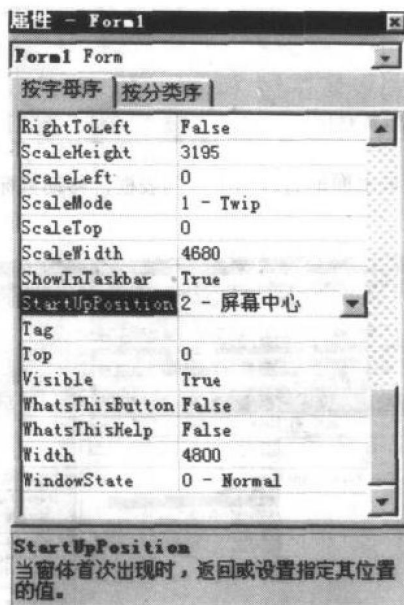 属性 - Form1
Form1 Form
按字母序 按分类序
RightToLeft False
ScaleHeight 3195
ScaleLeft 0
ScaleMode 1 - Twip
ScaleTop 0
ScaleWidth 4680
ShowInTaskbar True
StartUpPosition 2 - 屏幕中心
Tag
Top 0
Visible True
WhatsThisButton False
WhatsThisHelp False
Width 4800
WindowState 0 - Normal
StartUpPosition
当窗体首次出现时，返回或设置指定其位置
的值。